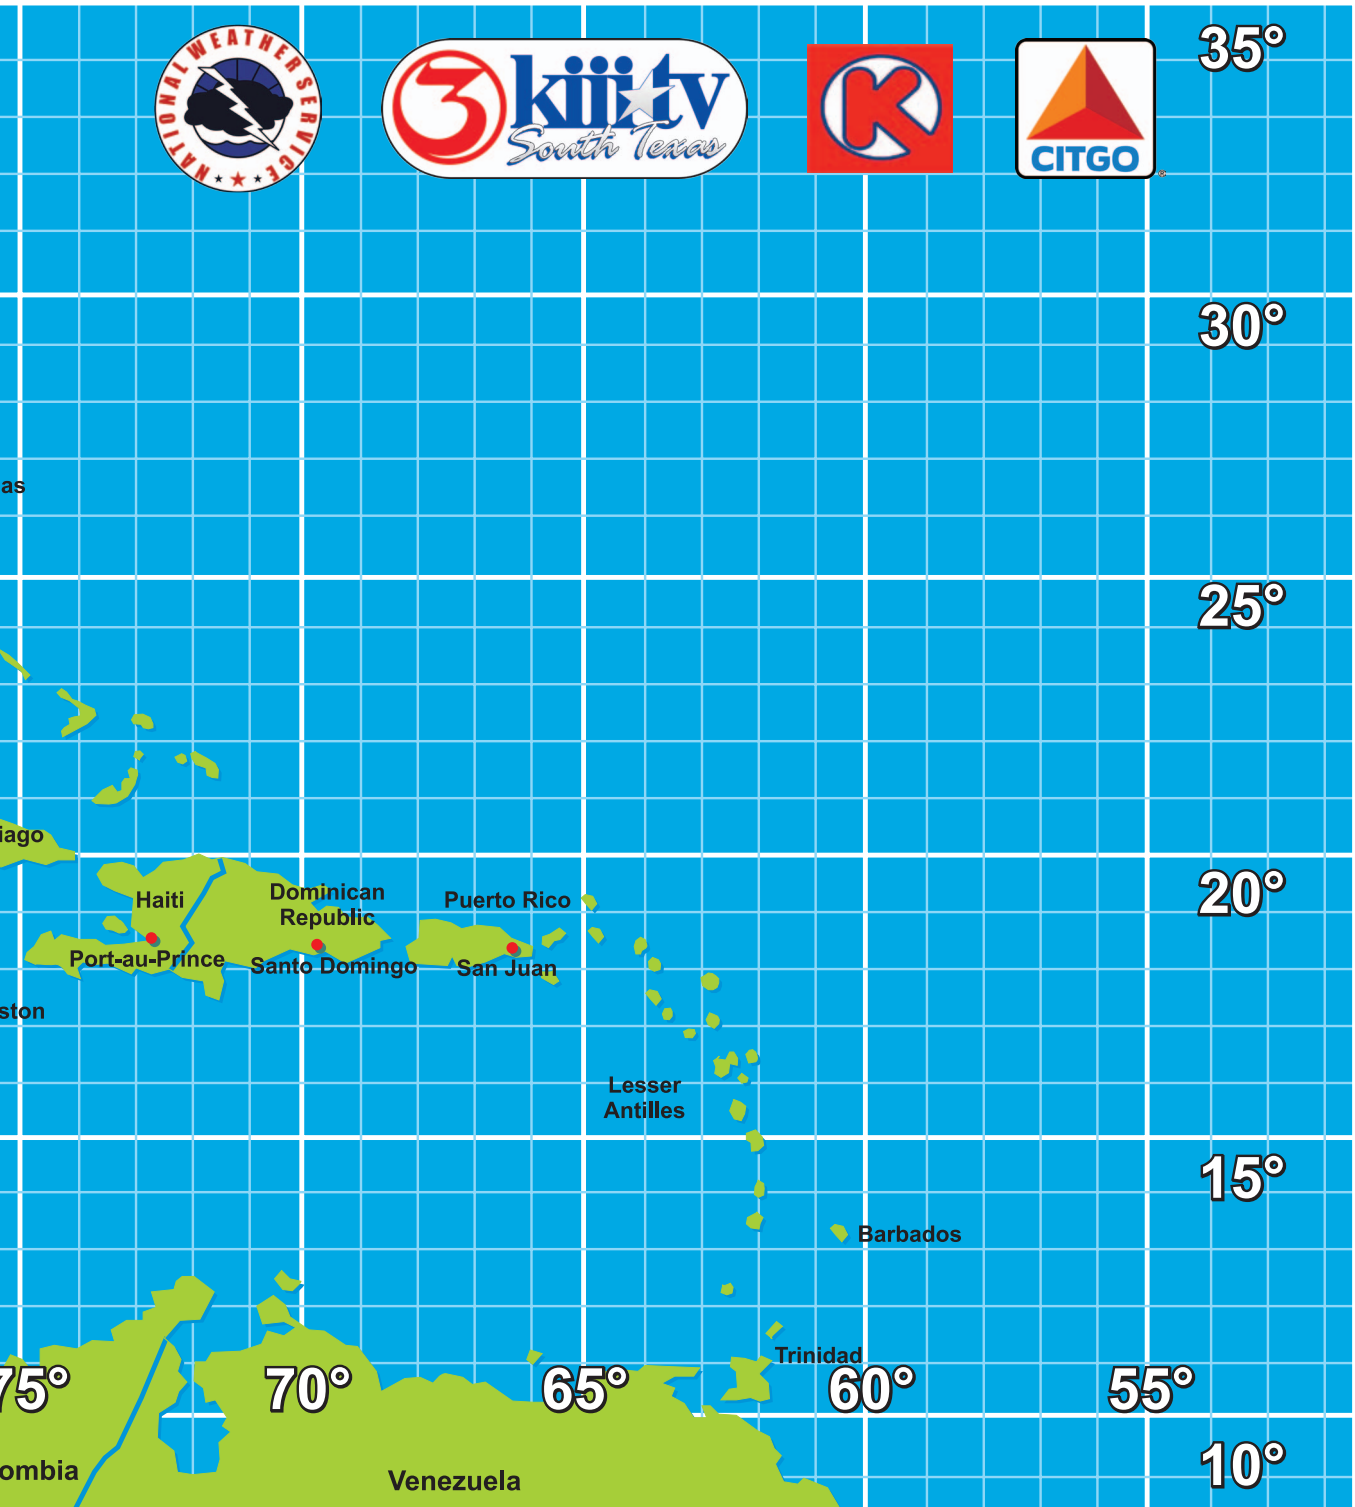 NATIONAL WEATHER SERVICE
3 kiii tv
South Texas
K
CITGO
®
35°
30°
as
25°
iago
20°
Haiti
Dominican
Republic
Puerto Rico
Port-au-Prince
Santo Domingo
San Juan
ston
Lesser
Antilles
15°
Barbados
Trinidad
75°
70°
65°
60°
55°
10°
ombia
Venezuela